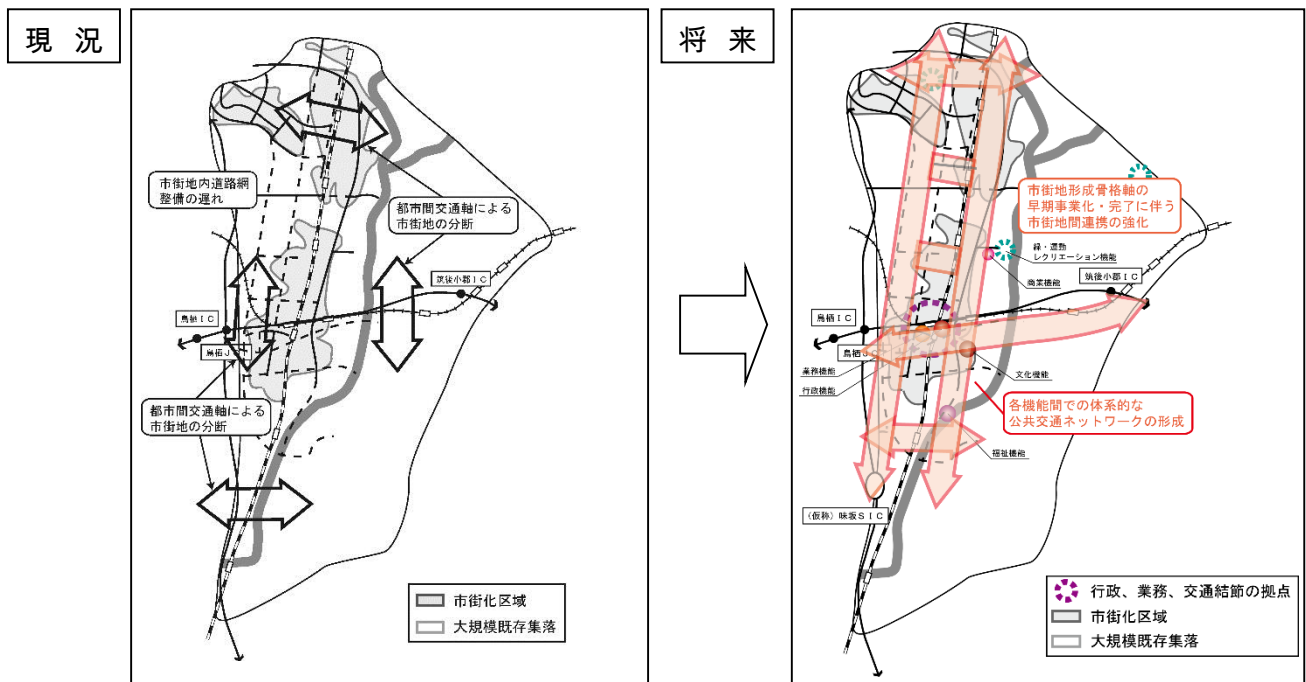 現 況
市街地内道路網
整備の遅れ
都市間交通軸による
市街地の分断
筑後小郡IC
鳥栖IC
鳥栖J
都市間交通軸による
市街地の分断
市街化区域
大規模既存集落
将 来
市街地形成骨格軸の
早期事業化・完了に伴う
市街地間連携の強化
緑・運動
レクリエーション機能
商業機能
筑後小郡IC
鳥栖IC
鳥栖J
業務機能
行政機能
文化機能
各機能間での体系的な
公共交通ネットワークの形成
福祉機能
(仮称)味坂SIC
行政、業務、交通結節の拠点
市街化区域
大規模既存集落